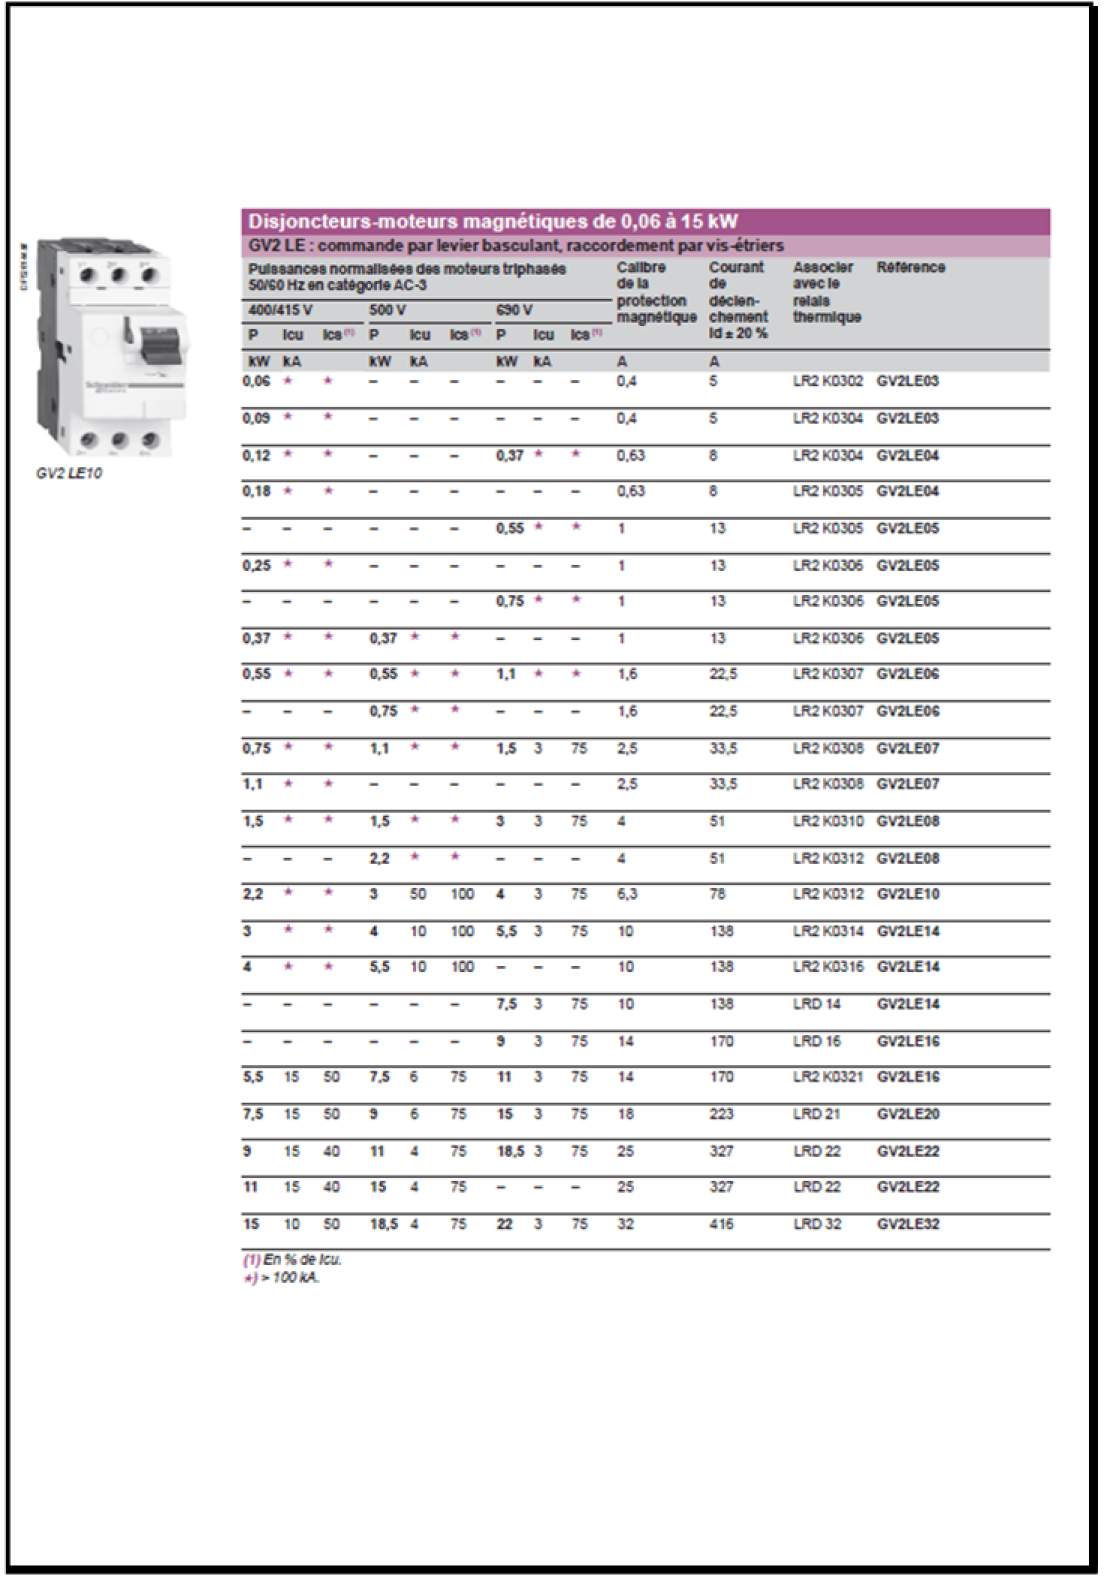 Disjoncteurs-moteurs magnétiques de 0,06 à 15 kW
GV2 LE : commande par levier basculant, raccordement par vis-étriers
Puissances normalisées des moteurs triphasés
50/60 Hz en catégorie AC-3
Calibre
de la
protection
magnétique
Courant
de
déclen-
chement
Id ± 20 %
Associer
avec le
relais
thermique
Référence
400/415 V 500 V 690 V
P Icu Ics (1) P Icu Ics (1) P Icu Ics (1)
kW kA kW kA kW kA A A
0,06 ★ ★ – – – – – – 0,4 5 LR2 K0302 GV2LE03
0,09 ★ ★ – – – – – – 0,4 5 LR2 K0304 GV2LE03
0,12 ★ ★ – – – 0,37 ★ ★ 0,63 8 LR2 K0304 GV2LE04
0,18 ★ ★ – – – – – – 0,63 8 LR2 K0305 GV2LE04
– – – – – – 0,55 ★ ★ 1 13 LR2 K0305 GV2LE05
0,25 ★ ★ – – – – – – 1 13 LR2 K0306 GV2LE05
– – – – – – 0,75 ★ ★ 1 13 LR2 K0306 GV2LE05
0,37 ★ ★ 0,37 ★ ★ – – – 1 13 LR2 K0306 GV2LE05
0,55 ★ ★ 0,55 ★ ★ 1,1 ★ ★ 1,6 22,5 LR2 K0307 GV2LE06
– – – 0,75 ★ ★ – – – 1,6 22,5 LR2 K0307 GV2LE06
0,75 ★ ★ 1,1 ★ ★ 1,5 3 75 2,5 33,5 LR2 K0308 GV2LE07
1,1 ★ ★ – – – – – – 2,5 33,5 LR2 K0308 GV2LE07
1,5 ★ ★ 1,5 ★ ★ 3 3 75 4 51 LR2 K0310 GV2LE08
– – – 2,2 ★ ★ – – – 4 51 LR2 K0312 GV2LE08
2,2 ★ ★ 3 50 100 4 3 75 6,3 78 LR2 K0312 GV2LE10
3 ★ ★ 4 10 100 5,5 3 75 10 138 LR2 K0314 GV2LE14
4 ★ ★ 5,5 10 100 – – – 10 138 LR2 K0316 GV2LE14
– – – – – – 7,5 3 75 10 138 LRD 14 GV2LE14
– – – – – – 9 3 75 14 170 LRD 16 GV2LE16
5,5 15 50 7,5 6 75 11 3 75 14 170 LR2 K0321 GV2LE16
7,5 15 50 9 6 75 15 3 75 18 223 LRD 21 GV2LE20
9 15 40 11 4 75 18,5 3 75 25 327 LRD 22 GV2LE22
11 15 40 15 4 75 – – – 25 327 LRD 22 GV2LE22
15 10 50 18,5 4 75 22 3 75 32 416 LRD 32 GV2LE32
(1) En % de Icu.
★) > 100 kA.
Schneider
GV2 LE10